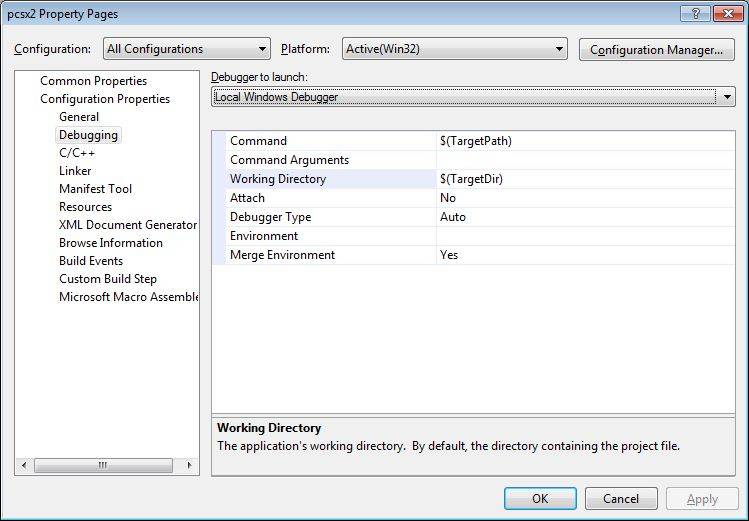 pcsx2 Property Pages
Configuration: All Configurations Platform: Active(Win32) Configuration Manager...
Common Properties
Configuration Properties
General
Debugging
C/C++
Linker
Manifest Tool
Resources
XML Document Generator
Browse Information
Build Events
Custom Build Step
Microsoft Macro Assemble
Debugger to launch:
Local Windows Debugger
Command $(TargetPath)
Command Arguments
Working Directory $(TargetDir)
Attach No
Debugger Type Auto
Environment
Merge Environment Yes
Working Directory
The application's working directory. By default, the directory containing the project file.
OK Cancel Apply